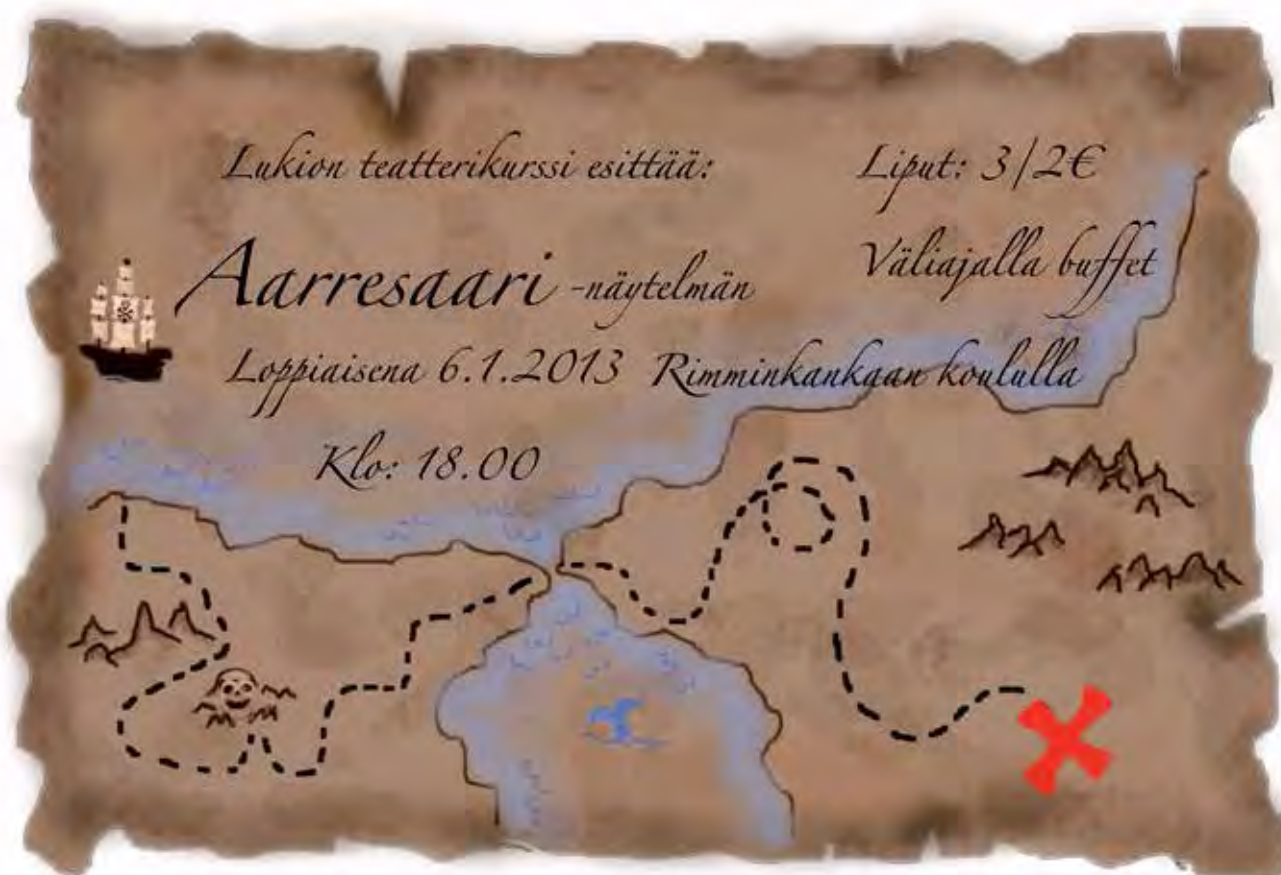 Lukion teatterikurssi esittää:
Aarresaari -näytelmän
Loppiaisena 6.1.2013 Rimminkankaan koululla
Klo: 18.00
Liput: 3/2€
Väliajalla buffet